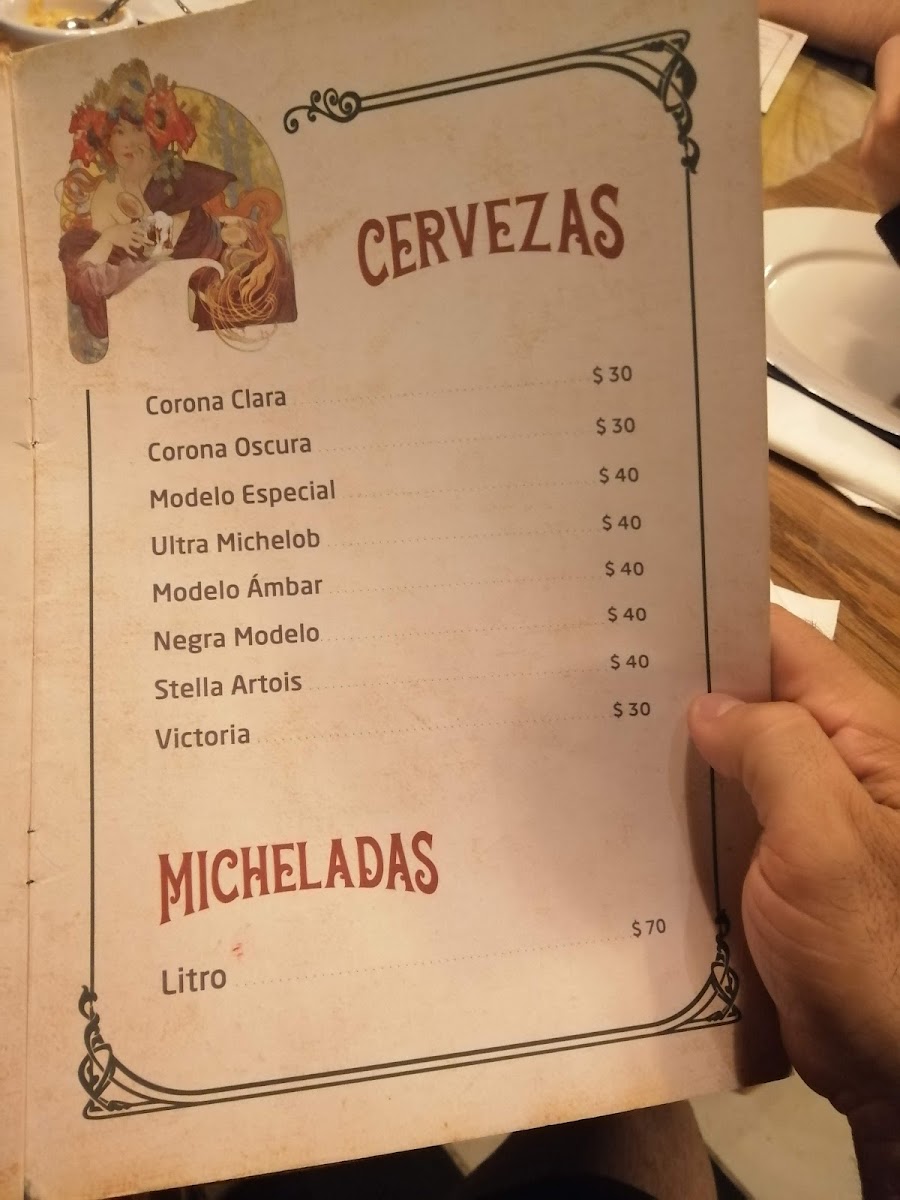 CERVEZAS
Corona Clara $30
Corona Oscura $30
Modelo Especial $40
Ultra Michelob $40
Modelo Ámbar $40
Negra Modelo $40
Stella Artois $40
Victoria $30
MICHELADAS
Litro $70